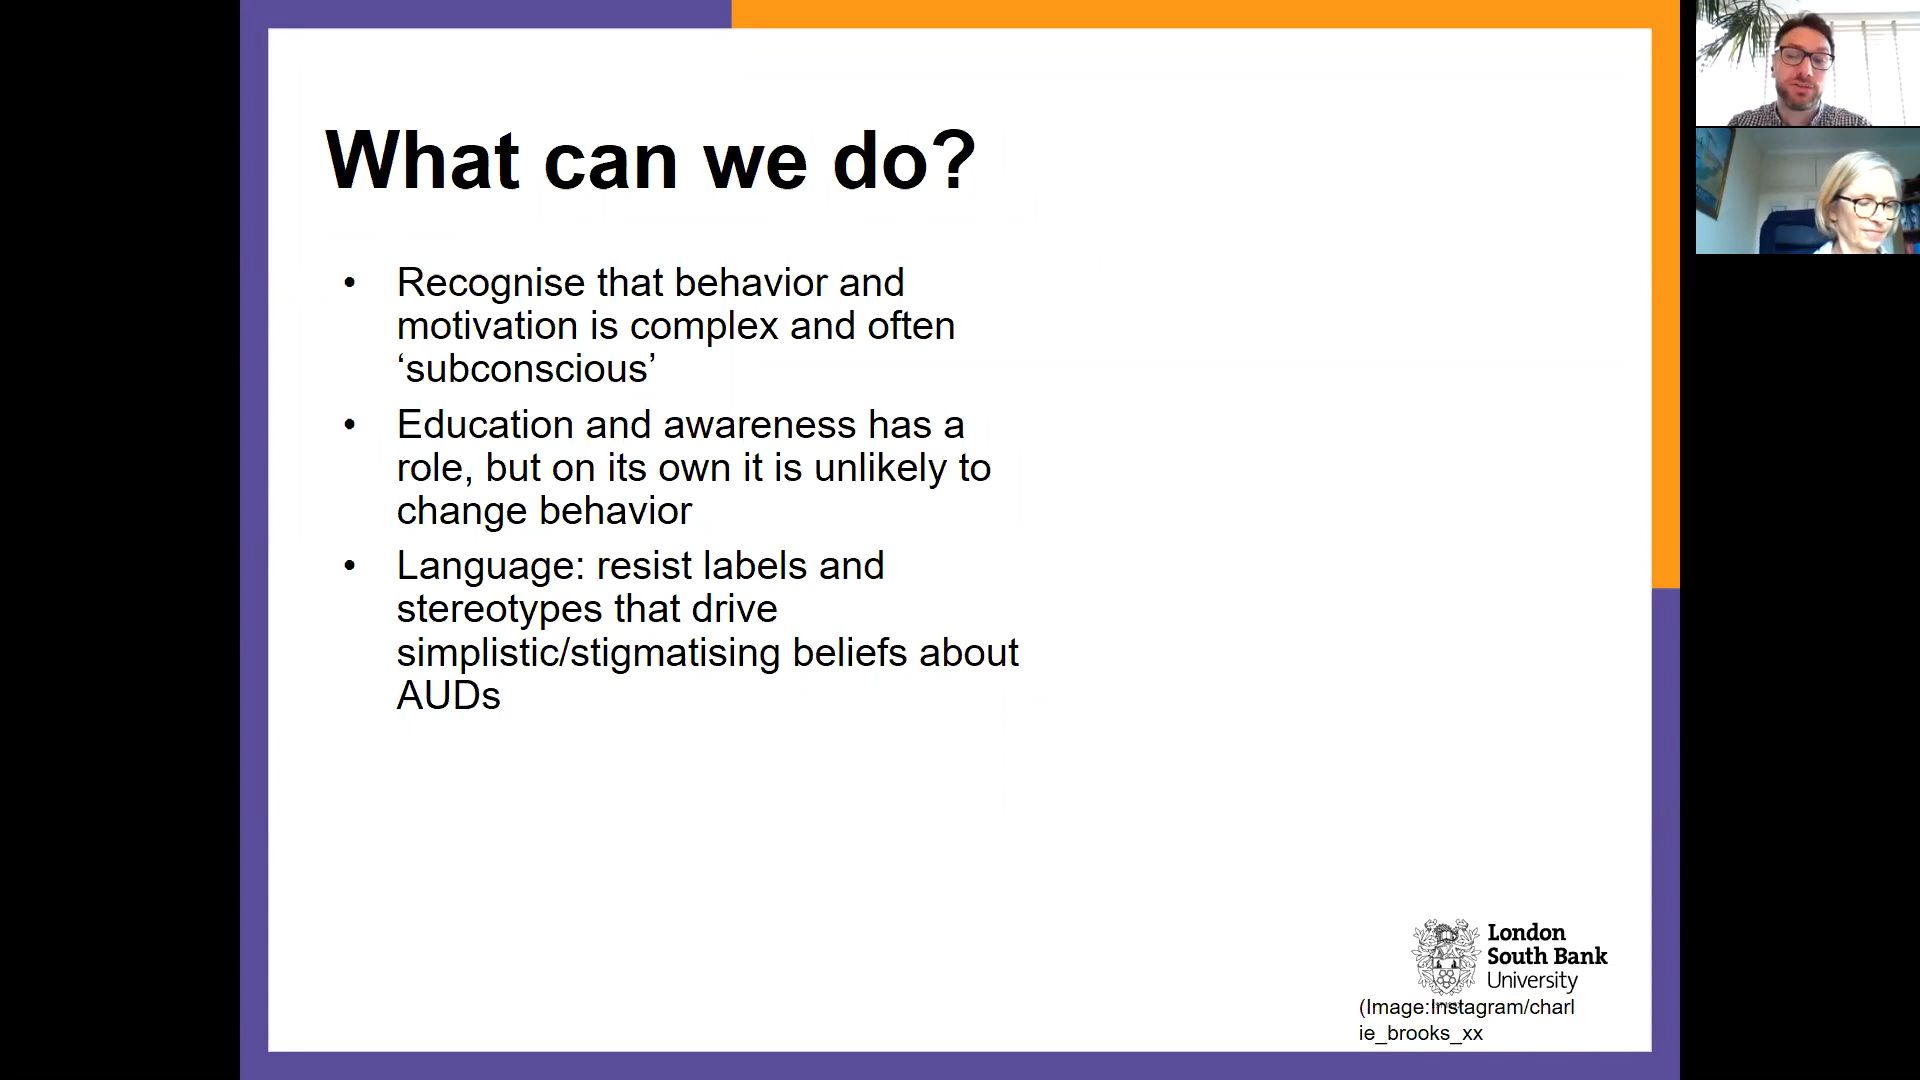 What can we do?
• Recognise that behavior and
motivation is complex and often
‘subconscious’
• Education and awareness has a
role, but on its own it is unlikely to
change behavior
• Language: resist labels and
stereotypes that drive
simplistic/stigmatising beliefs about
AUDs
London
South Bank
University
(Image:Instagram/charl
ie_brooks_xx